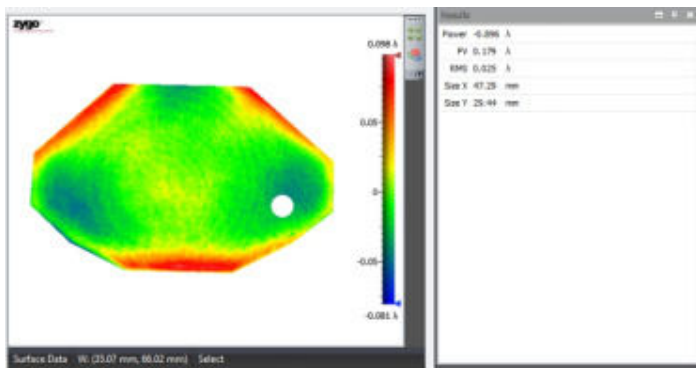 zygo
0.098 λ
0.05
0
-0.05
-0.081 λ
Surface Data W: (35.07 mm, 66.02 mm) Select
Results
Power -0.896 λ
PV 0.179 λ
RMS 0.025 λ
Size X 47.25 mm
Size Y 29.44 mm